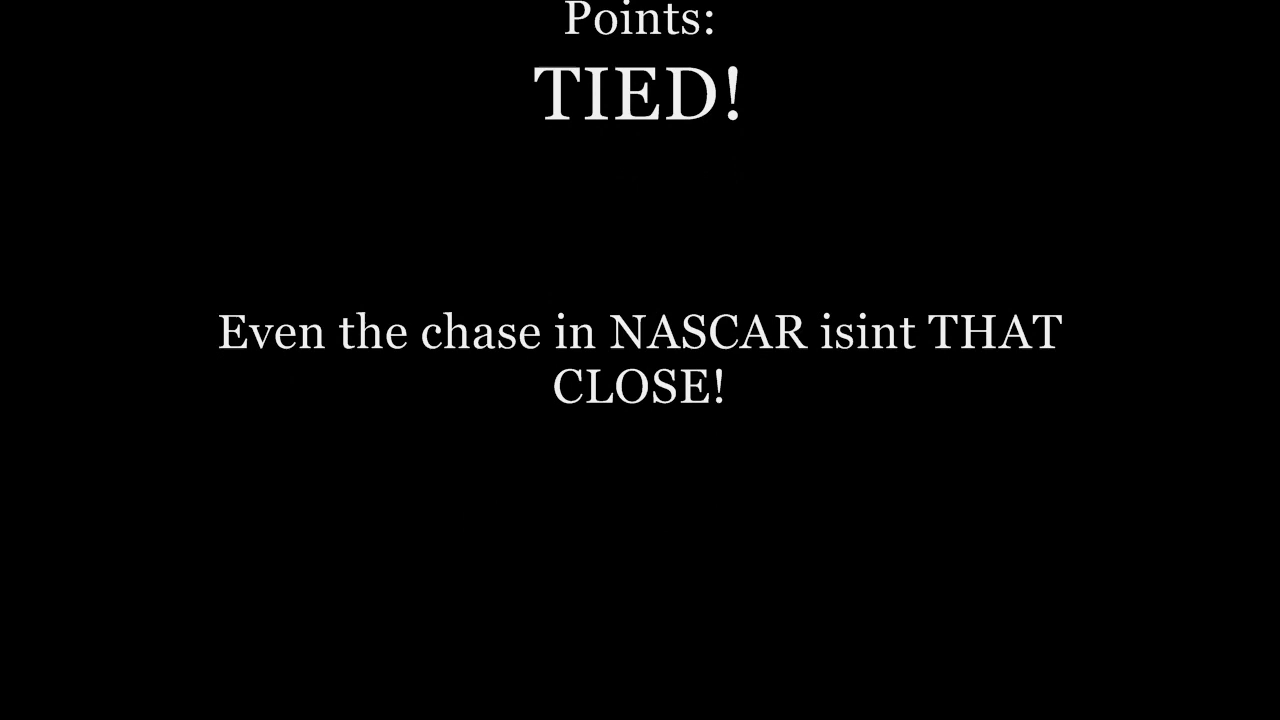 Points:
TIED!
Even the chase in NASCAR isint THAT
CLOSE!